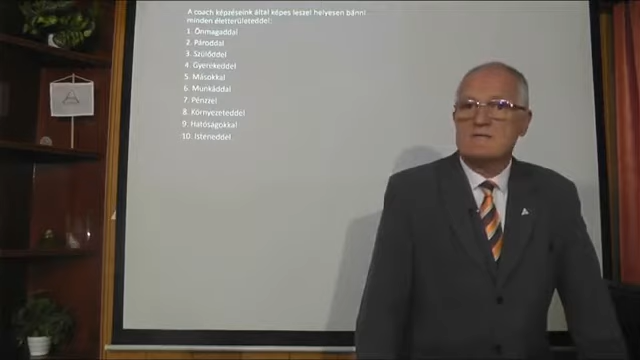 A coach képzéseink által képes leszel helyesen bánni
minden életterületeddel:
1. Önmagaddal
2. Pároddal
3. Szülőddel
4. Gyerekeddel
5. Másokkal
6. Munkáddal
7. Pénzzel
8. Környezeteddel
9. Hatóságokkal
10. Isteneddel